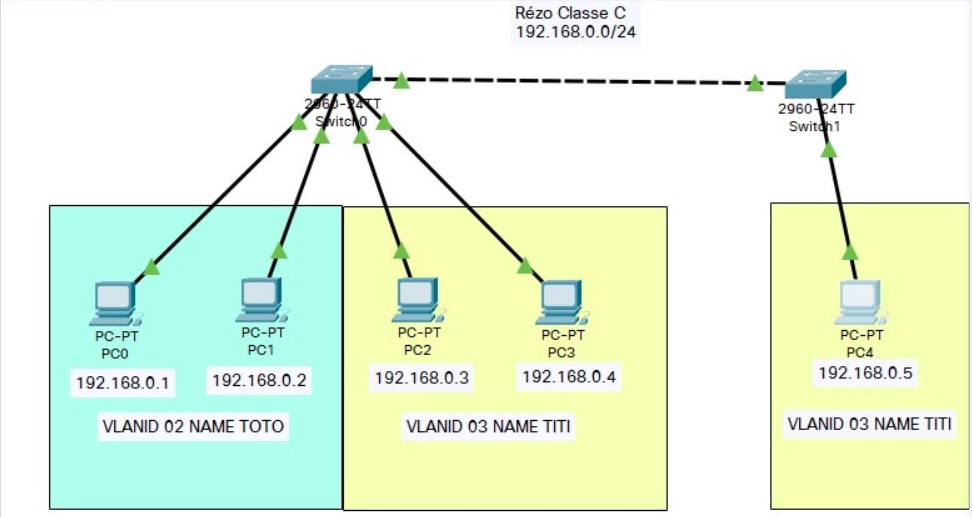 Rézo Classe C
192.168.0.0/24
2960-24TT
Switch0
2960-24TT
Switch1
PC-PT
PC0
PC-PT
PC1
PC-PT
PC2
PC-PT
PC3
PC-PT
PC4
192.168.0.1
192.168.0.2
192.168.0.3
192.168.0.4
192.168.0.5
VLANID 02 NAME TOTO
VLANID 03 NAME TITI
VLANID 03 NAME TITI